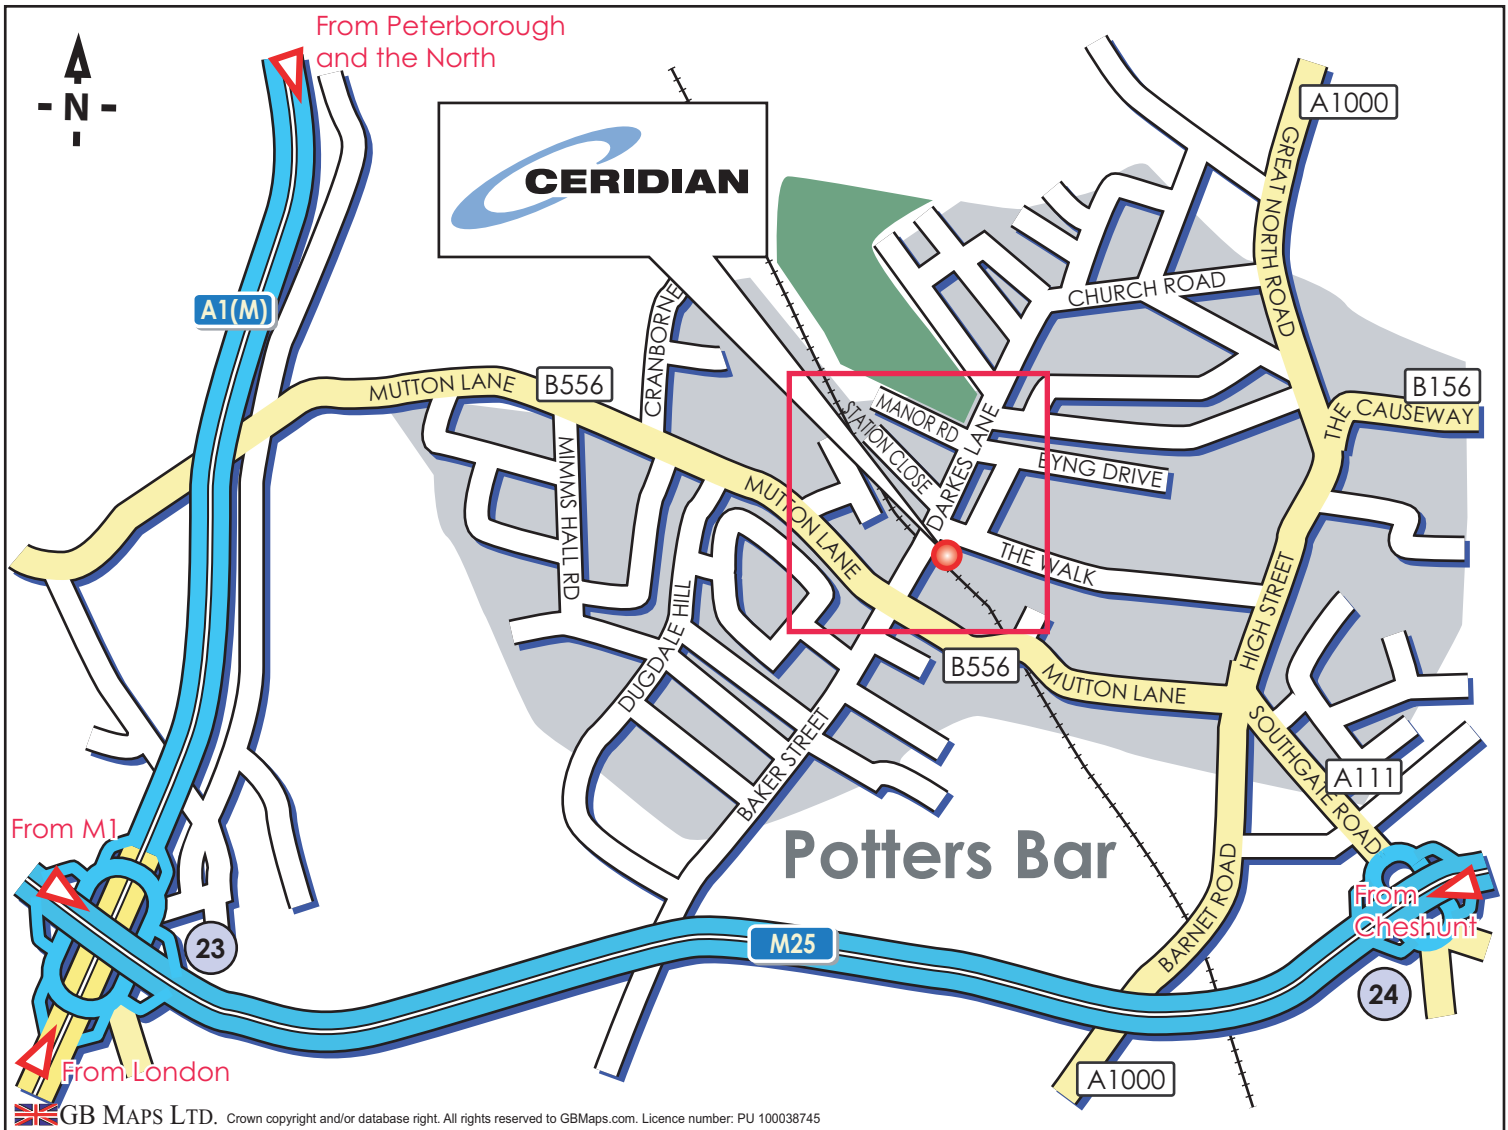 From Peterborough
and the North
N
CERIDIAN
A1000
GREAT NORTH ROAD
A1(M)
CHURCH ROAD
CRANBORNE
MUTTON LANE
B556
B156
THE CAUSEWAY
MANOR RD
STATION CLOSE
DARKES LANE
BYNG DRIVE
MIMMS HALL RD
MUTTON LANE
THE WALK
HIGH STREET
DUGDALE HILL
B556
MUTTON LANE
BAKER STREET
SOUTHGATE ROAD
A111
From M1
Potters Bar
BARNET ROAD
From
Cheshunt
23
M25
24
From London
A1000
GB MAPS LTD. Crown copyright and/or database right. All rights reserved to GBMaps.com. Licence number: PU 100038745